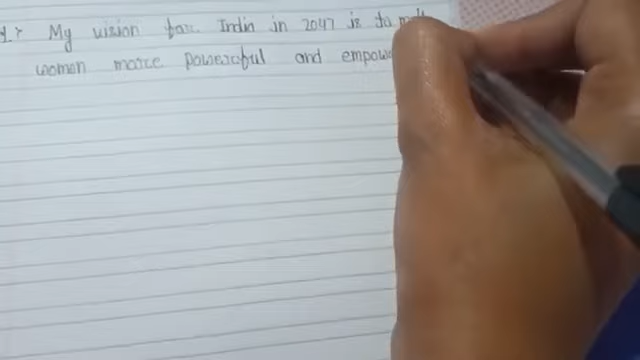 1.> My vision for India in 2047 is to
women more powerful and